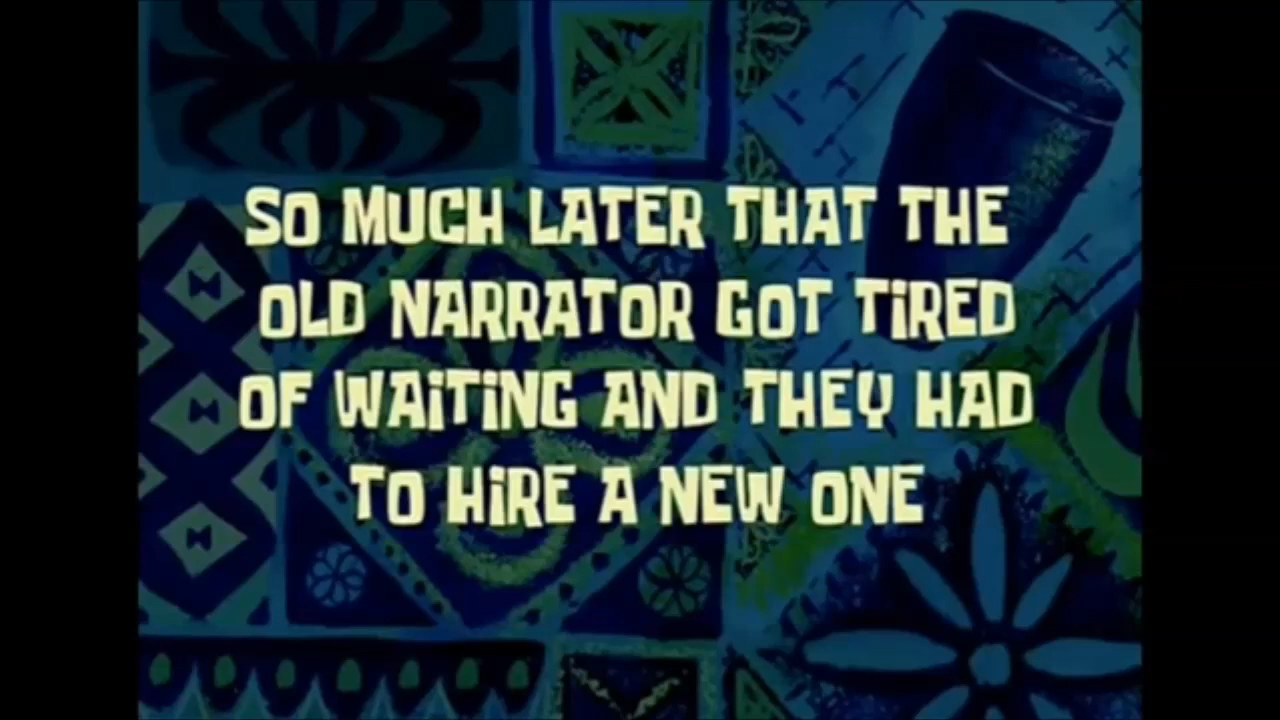 SO MUCH LATER THAT THE
OLD NARRATOR GOT TiRED
OF WAiTiNG AND THEY HAD
TO HiRE A NEW ONE